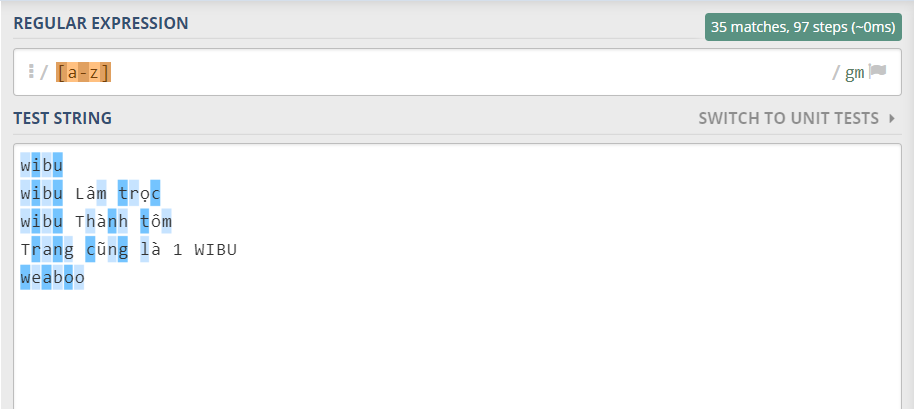 REGULAR EXPRESSION
35 matches, 97 steps (~0ms)
/ [a-z] / gm
TEST STRING
SWITCH TO UNIT TESTS
wibu
wibu Lâm trọc
wibu Thành tôm
Trang cũng là 1 WIBU
weaboo